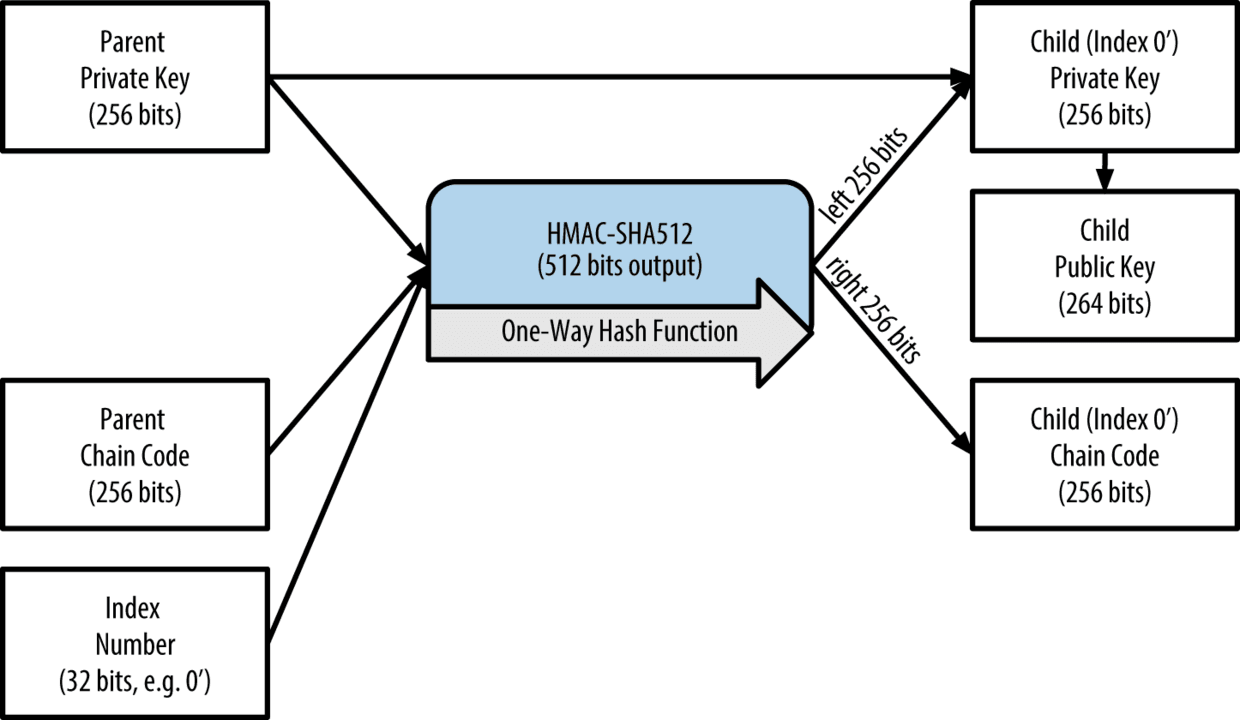 Parent
Private Key
(256 bits)
Parent
Chain Code
(256 bits)
Index
Number
(32 bits, e.g. 0’)
HMAC-SHA512
(512 bits output)
One-Way Hash Function
left 256 bits
right 256 bits
Child (Index 0’)
Private Key
(256 bits)
Child
Public Key
(264 bits)
Child (Index 0’)
Chain Code
(256 bits)